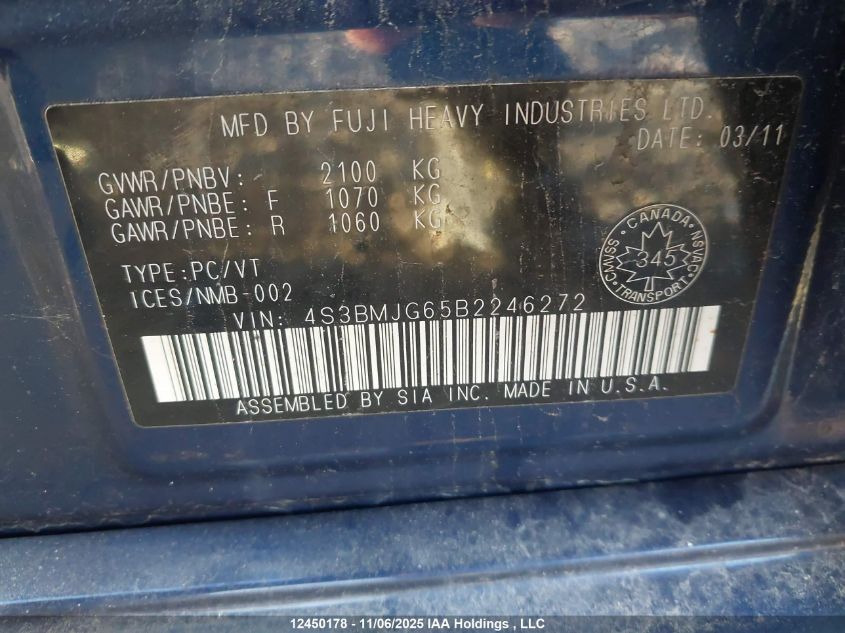 MFD BY FUJI HEAVY INDUSTRIES LTD.
DATE: 03/11
GVWR/PNBV: 2100 KG
GAWR/PNBE: F 1070 KG
GAWR/PNBE: R 1060 KG
TYPE:PC/VT
ICES/NMB-002
CANADA
CMVSS NSVAC
345
TRANSPORT
VIN: 4S3BMJG65B2246272
ASSEMBLED BY SIA INC. MADE IN U.S.A.
12450178 - 11/06/2025 IAA Holdings , LLC